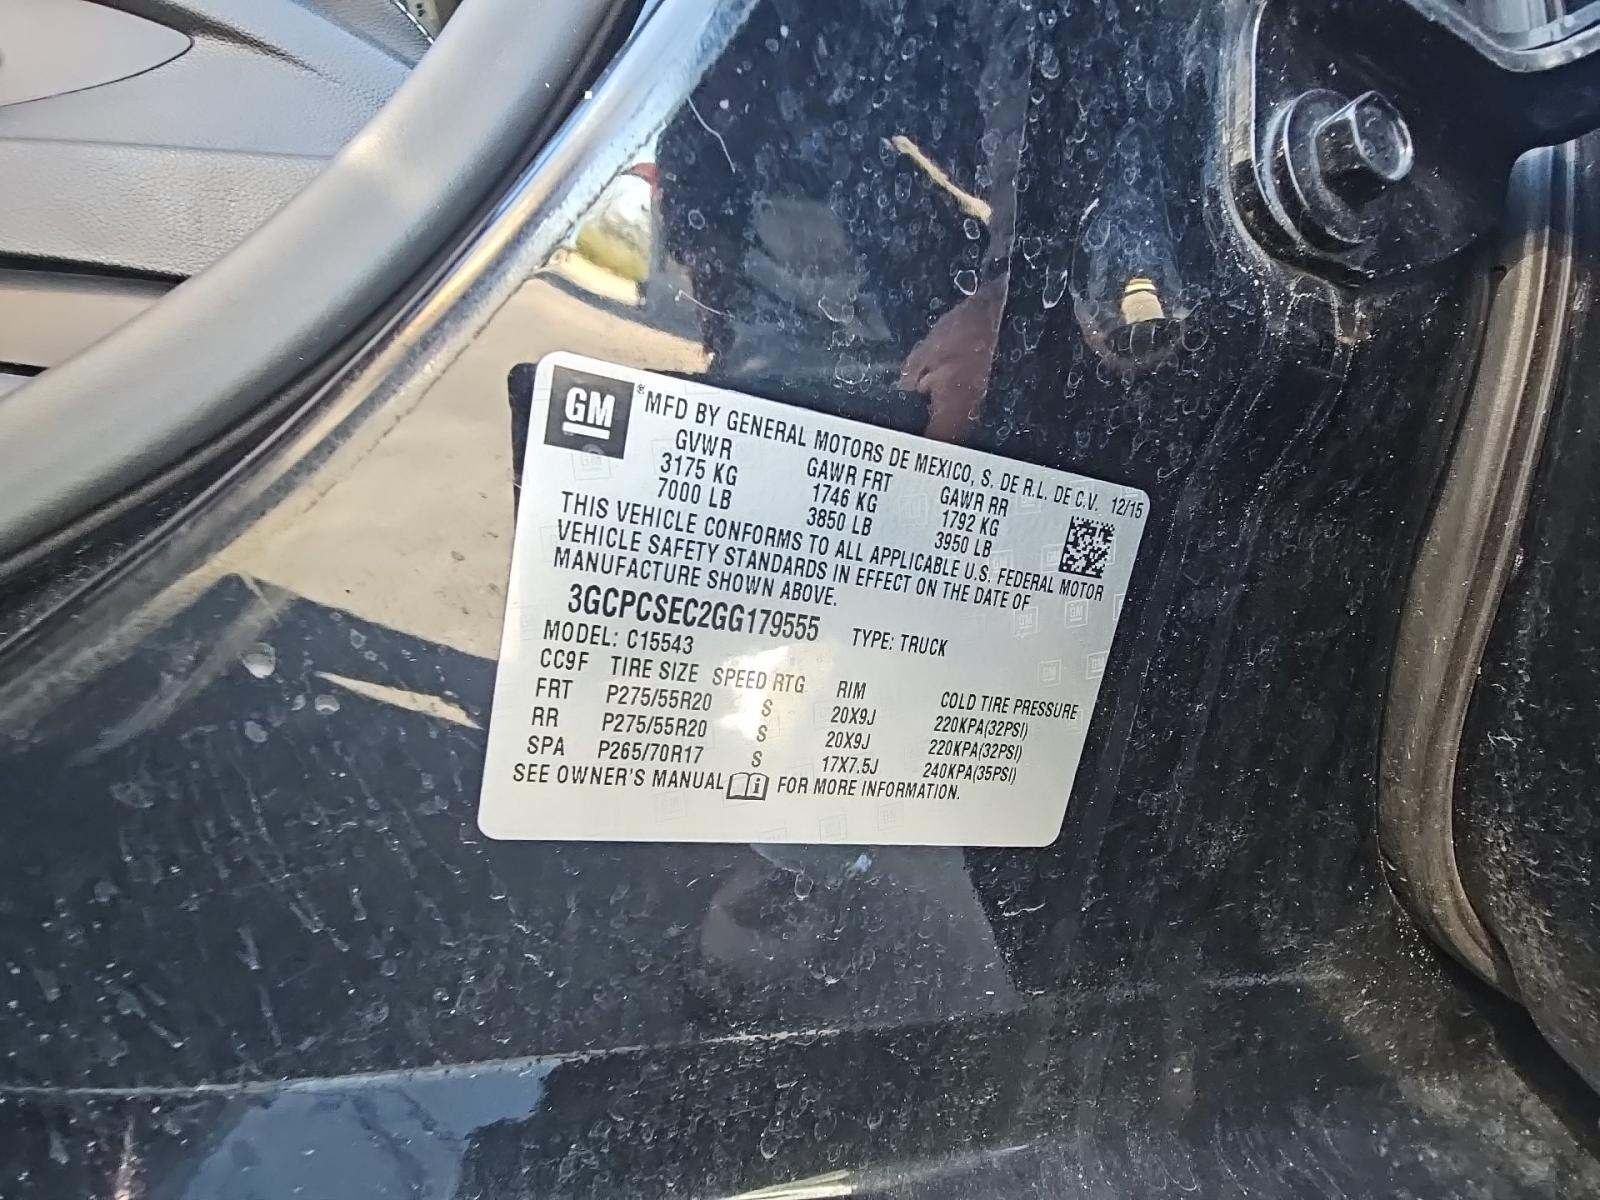 GM ® MFD BY GENERAL MOTORS DE MEXICO, S. DE R.L. DE C.V. 12/15
GVWR GAWR FRT GAWR RR
3175 KG 1746 KG 1792 KG
7000 LB 3850 LB 3950 LB
THIS VEHICLE CONFORMS TO ALL APPLICABLE U.S. FEDERAL MOTOR
VEHICLE SAFETY STANDARDS IN EFFECT ON THE DATE OF
MANUFACTURE SHOWN ABOVE.
3GCPCSEC2GG179555 TYPE: TRUCK
MODEL: C15543
CC9F TIRE SIZE SPEED RTG RIM COLD TIRE PRESSURE
FRT P275/55R20 S 20X9J 220KPA(32PSI)
RR P275/55R20 S 20X9J 220KPA(32PSI)
SPA P265/70R17 S 17X7.5J 240KPA(35PSI)
SEE OWNER'S MANUAL i FOR MORE INFORMATION.